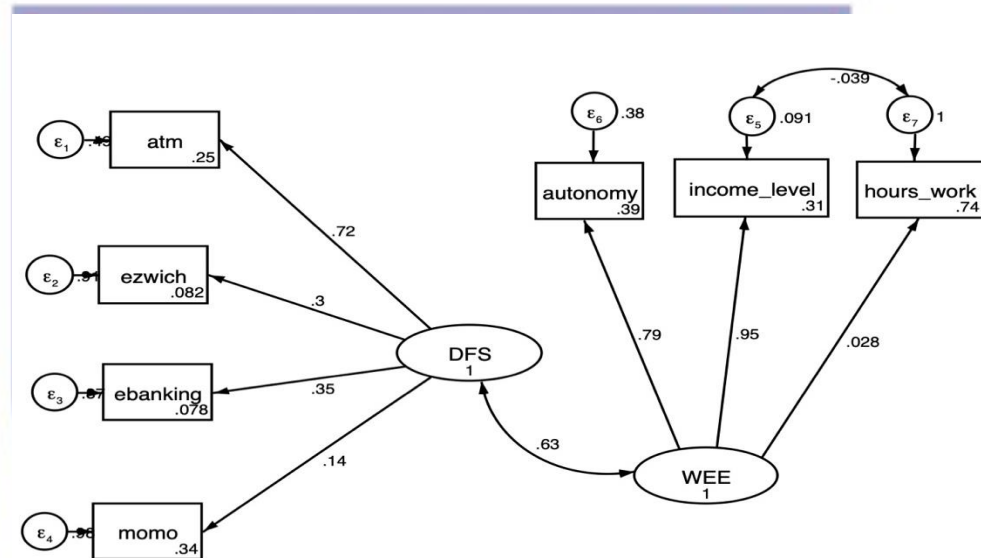 -.039
ε6 .38
ε5 .091
ε7 1
ε1
atm
.25
autonomy
.39
income_level
.31
hours_work
.74
.72
ε2
ezwich
.082
.3
.79
.95
.028
DFS
1
ε3
ebanking
.078
.35
.14
.63
WEE
1
ε4
momo
.34